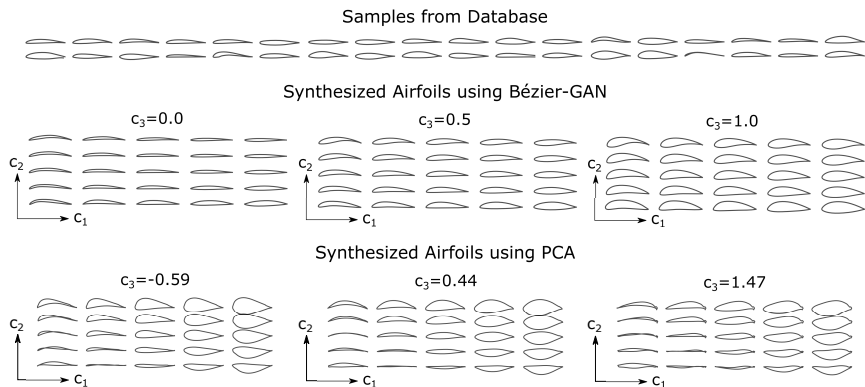 Samples from Database
Synthesized Airfoils using Bézier-GAN
c₃=0.0
c₃=0.5
c₃=1.0
c₂
c₁
c₂
c₁
c₂
c₁
Synthesized Airfoils using PCA
c₃=-0.59
c₃=0.44
c₃=1.47
c₂
c₁
c₂
c₁
c₂
c₁